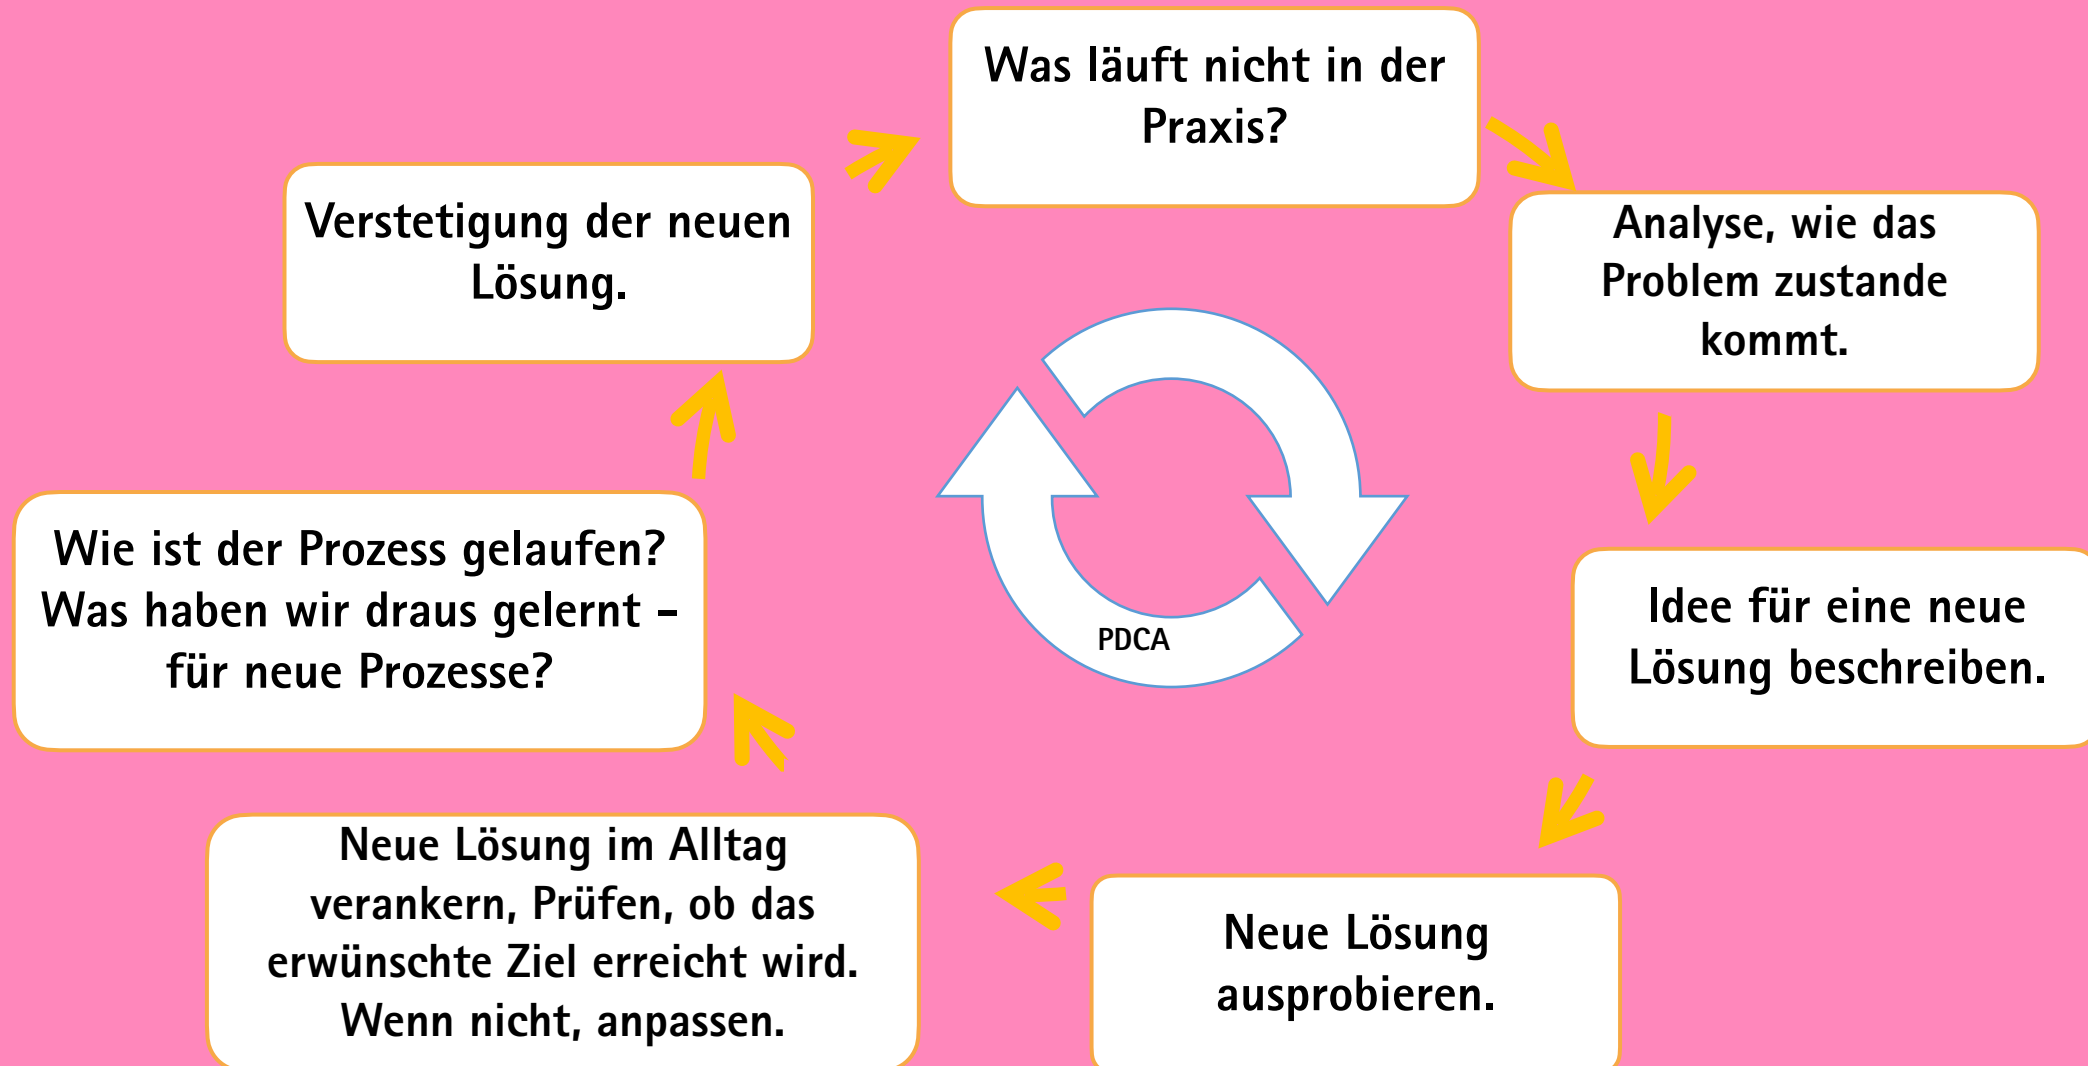 Was läuft nicht in der
Praxis?
Analyse, wie das
Problem zustande
kommt.
Idee für eine neue
Lösung beschreiben.
Neue Lösung
ausprobieren.
Neue Lösung im Alltag
verankern, Prüfen, ob das
erwünschte Ziel erreicht wird.
Wenn nicht, anpassen.
Wie ist der Prozess gelaufen?
Was haben wir draus gelernt –
für neue Prozesse?
Verstetigung der neuen
Lösung.
PDCA